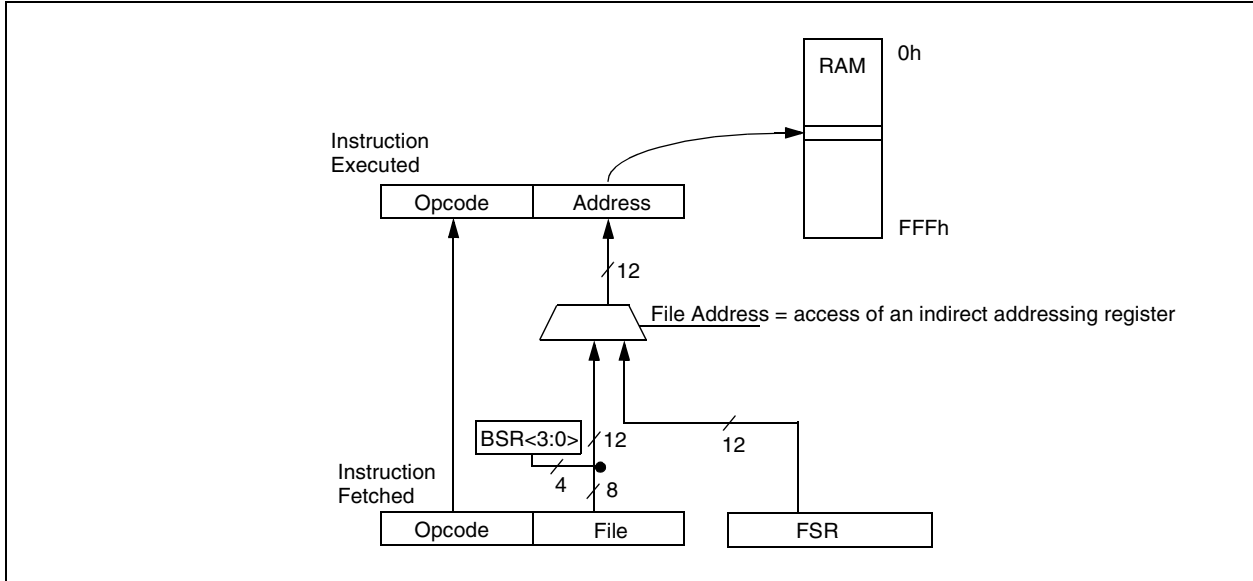 RAM
0h
Instruction
Executed
Opcode
Address
FFFh
12
File Address = access of an indirect addressing register
BSR<3:0>
12
12
4
8
Instruction
Fetched
Opcode
File
FSR